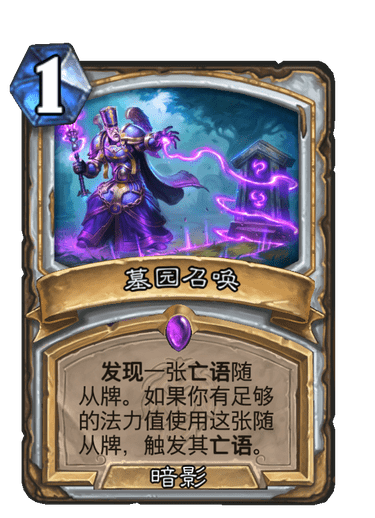 1
墓园召唤
发现一张亡语随
从牌。如果你有足够
的法力值使用这张随
从牌，触发其亡语。
暗影